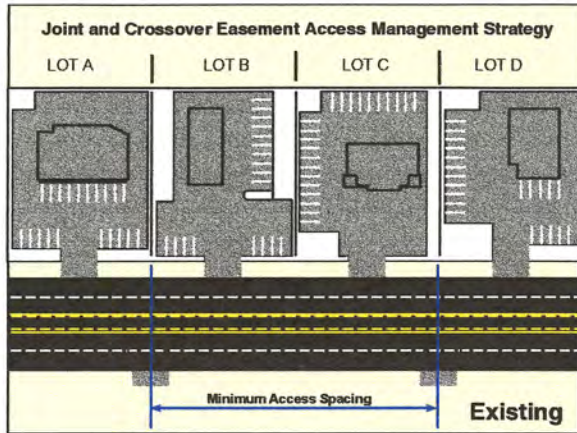 Joint and Crossover Easement Access Management Strategy
LOT A LOT B LOT C LOT D
Minimum Access Spacing
Existing